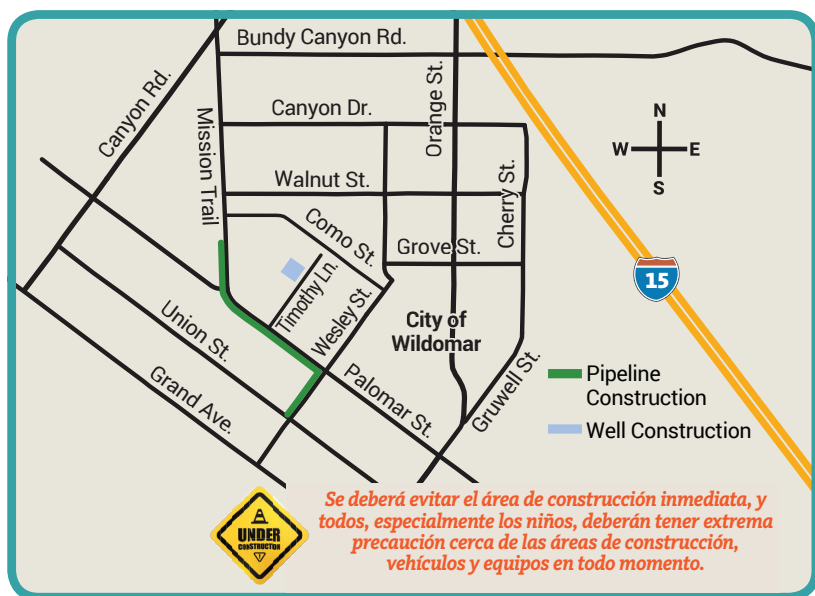 Bundy Canyon Rd.
Canyon Rd.
Mission Trail
Canyon Dr.
Orange St.
N
W E
S
Walnut St.
Cherry St.
Como St.
Grove St.
15
Timothy Ln.
Wesley St.
City of
Wildomar
Union St.
Grand Ave.
Palomar St.
Gruwell St.
Pipeline
Construction
Well Construction
UNDER
CONSTRUCTION
Se deberá evitar el área de construcción inmediata, y
todos, especialmente los niños, deberán tener extrema
precaución cerca de las áreas de construcción,
vehículos y equipos en todo momento.